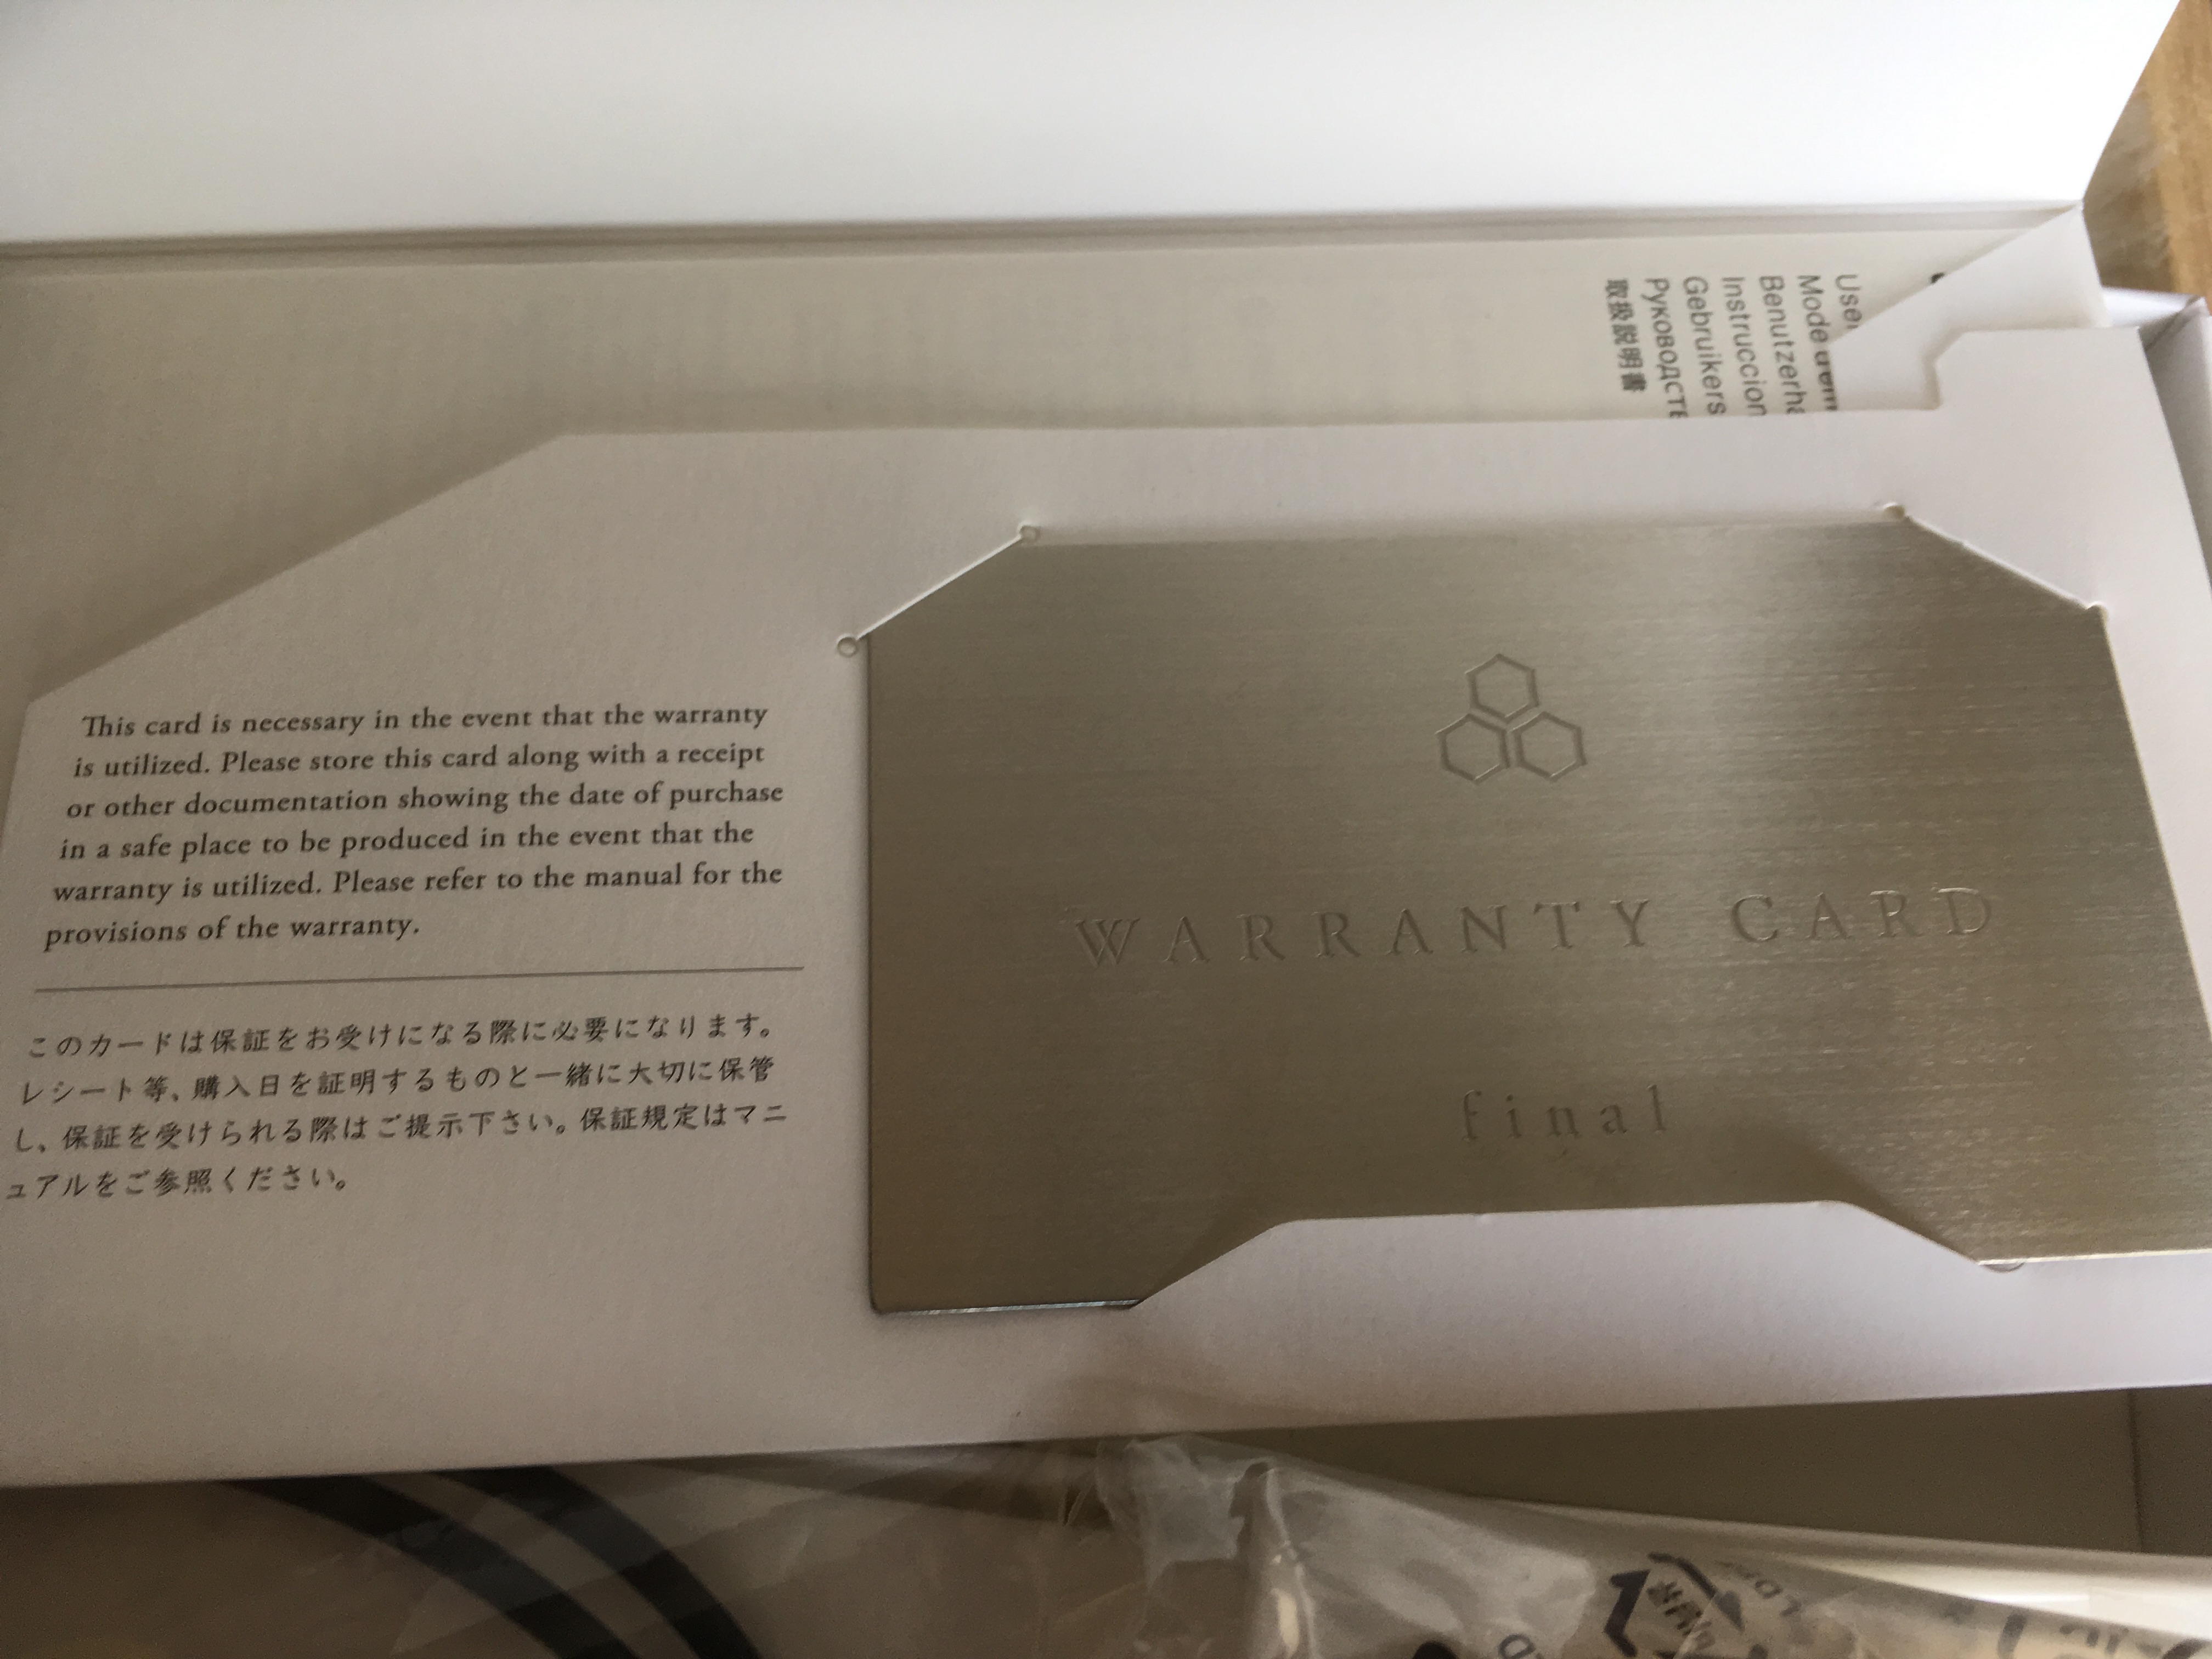 This card is necessary in the event that the warranty
is utilized. Please store this card along with a receipt
or other documentation showing the date of purchase
in a safe place to be produced in the event that the
warranty is utilized. Please refer to the manual for the
provisions of the warranty.
このカードは保証をお受けになる際に必要になります。
レシート等、購入日を証明するものと一緒に大切に保管
し、保証を受けられる際はご提示下さい。保証規定はマニ
ュアルをご参照ください。
WARRANTY CARD
final
Mode
取扱説明書